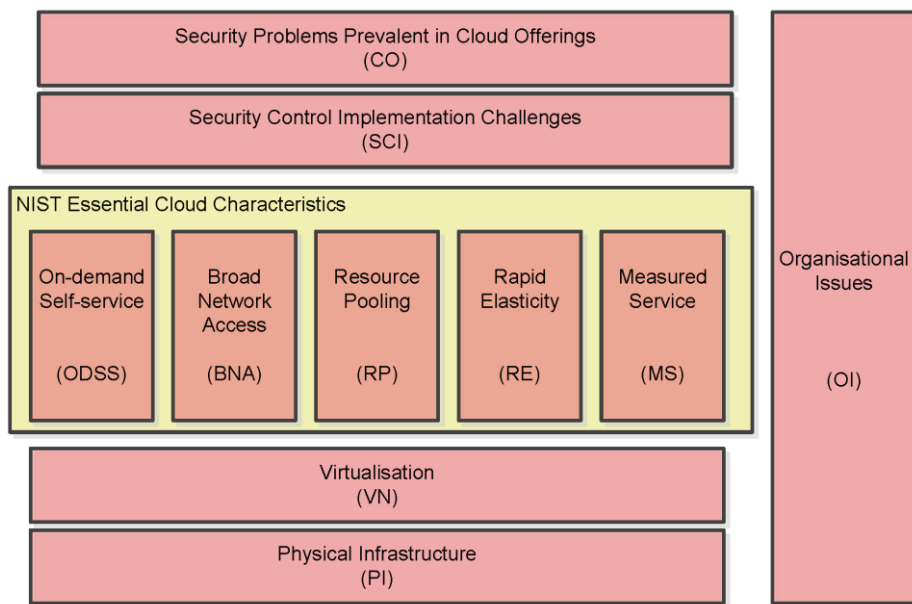 Security Problems Prevalent in Cloud Offerings
(CO)
Security Control Implementation Challenges
(SCI)
NIST Essential Cloud Characteristics
On-demand
Self-service
(ODSS)
Broad
Network
Access
(BNA)
Resource
Pooling
(RP)
Rapid
Elasticity
(RE)
Measured
Service
(MS)
Virtualisation
(VN)
Physical Infrastructure
(PI)
Organisational
Issues
(OI)